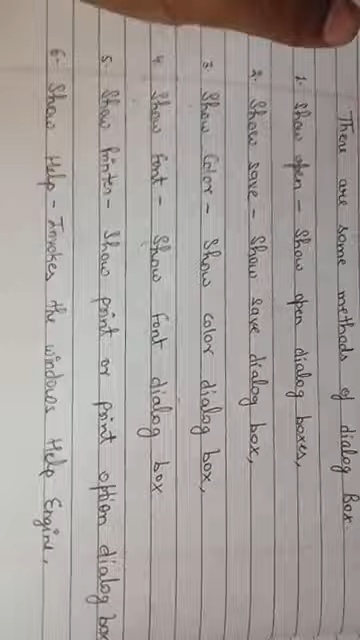 There are some methods of dialog Box.
1. Show open - Show open dialog boxes,
2. Show save - Show save dialog box,
3. Show Color - Show color dialog box,
4. Show font - Show font dialog box
5. Show Printer - Show print or print option dialog box
6. Show Help - Invokes the windows Help Engine,